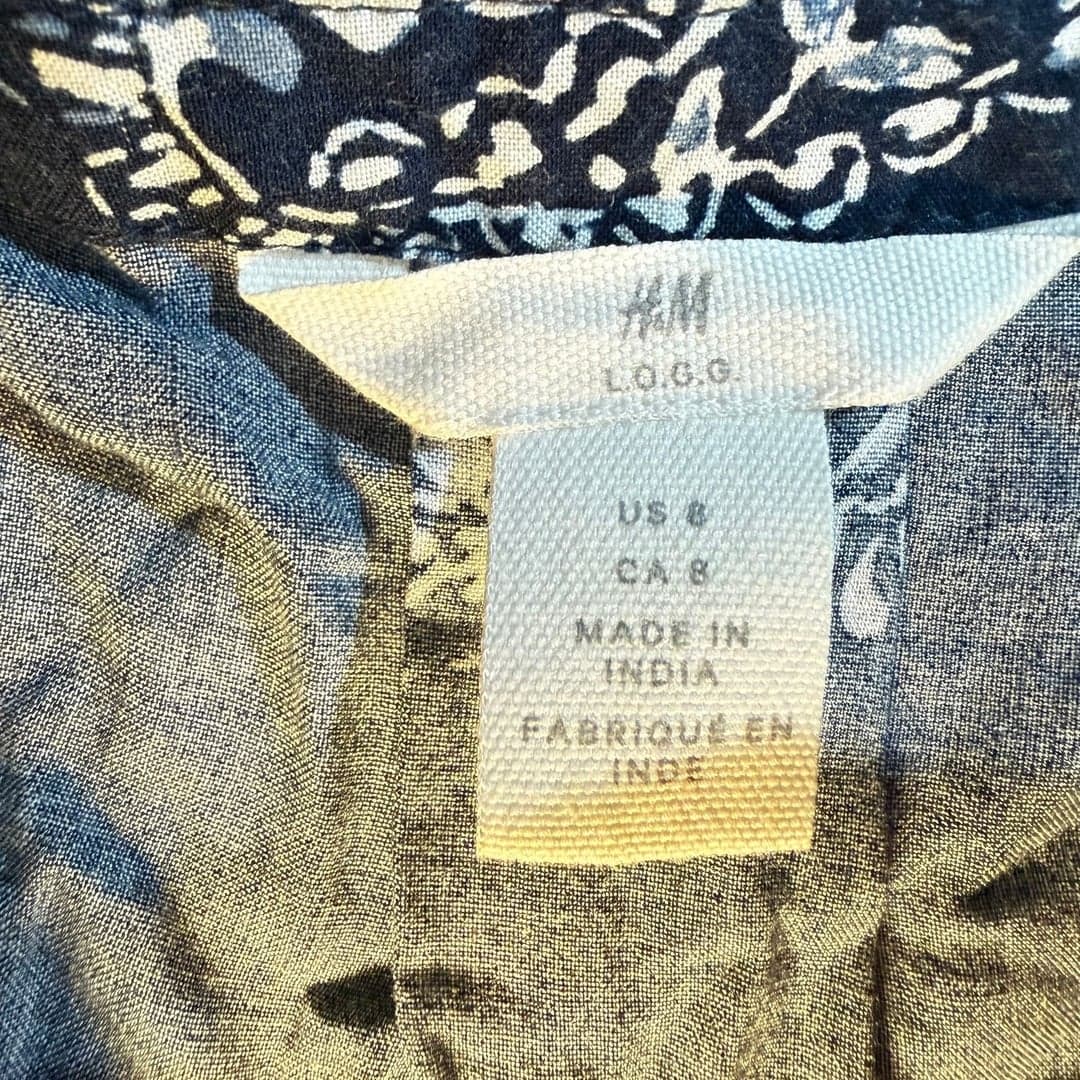 H&M
L.O.G.G.
US 8
CA 8
MADE IN
INDIA
FABRIQUÉ EN
INDE